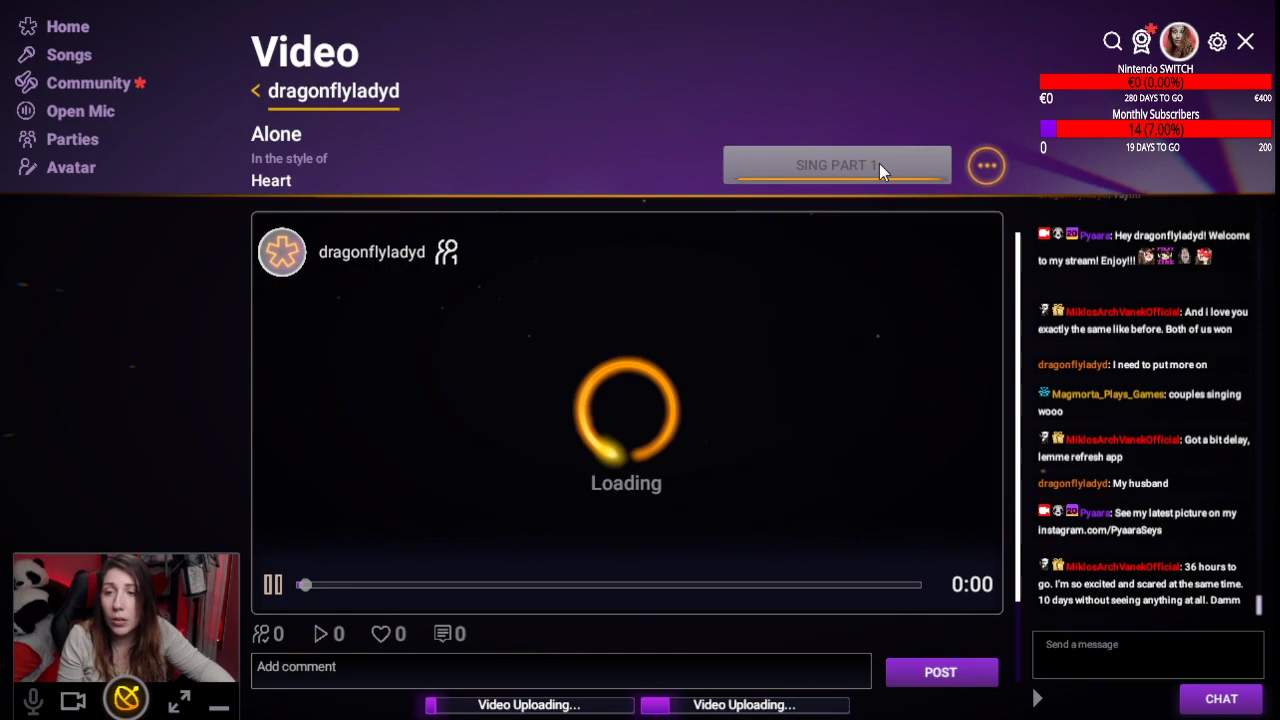 Home
Songs
Community *
Open Mic
Parties
Avatar
Video
< dragonflyladyd
Alone
In the style of
Heart
SING PART 1
Nintendo SWITCH
€0 (0.00%)
€0 280 DAYS TO GO €400
Monthly Subscribers
14 (7.00%)
0 19 DAYS TO GO 200
dragonflyladyd
Loading
0:00
0 0 0 0
Add comment
POST
Video Uploading...
Video Uploading...
Pyaara: Hey dragonflyladyd! Welcome
to my stream! Enjoy!!!
MiklosArchVanekOfficial: And i love you
exactly the same like before. Both of us won
dragonflyladyd: I need to put more on
Magmorta_Plays_Games: couples singing
wooo
MiklosArchVanekOfficial: Got a bit delay,
lemme refresh app
dragonflyladyd: My husband
Pyaara: See my latest picture on my
instagram.com/PyaaraSeys
MiklosArchVanekOfficial: 36 hours to
go. I'm so excited and scared at the same time.
10 days without seeing anything at all. Damm
Send a message
CHAT